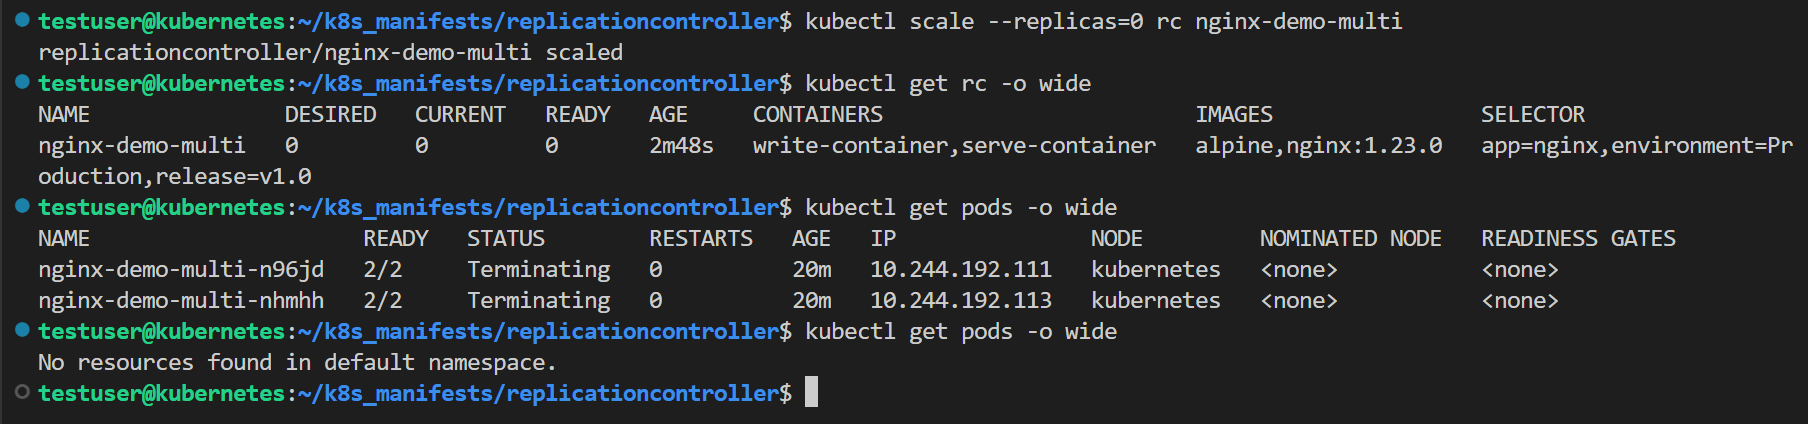 testuser@kubernetes:~/k8s_manifests/replicationcontroller$ kubectl scale --replicas=0 rc nginx-demo-multi
replicationcontroller/nginx-demo-multi scaled
testuser@kubernetes:~/k8s_manifests/replicationcontroller$ kubectl get rc -o wide
NAME               DESIRED   CURRENT   READY   AGE     CONTAINERS                         IMAGES                SELECTOR
nginx-demo-multi   0         0         0       2m48s   write-container,serve-container   alpine,nginx:1.23.0   app=nginx,environment=Pr
oduction,release=v1.0
testuser@kubernetes:~/k8s_manifests/replicationcontroller$ kubectl get pods -o wide
NAME                     READY   STATUS        RESTARTS   AGE   IP               NODE         NOMINATED NODE   READINESS GATES
nginx-demo-multi-n96jd   2/2     Terminating   0          20m   10.244.192.111   kubernetes   <none>           <none>
nginx-demo-multi-nhmhh   2/2     Terminating   0          20m   10.244.192.113   kubernetes   <none>           <none>
testuser@kubernetes:~/k8s_manifests/replicationcontroller$ kubectl get pods -o wide
No resources found in default namespace.
testuser@kubernetes:~/k8s_manifests/replicationcontroller$